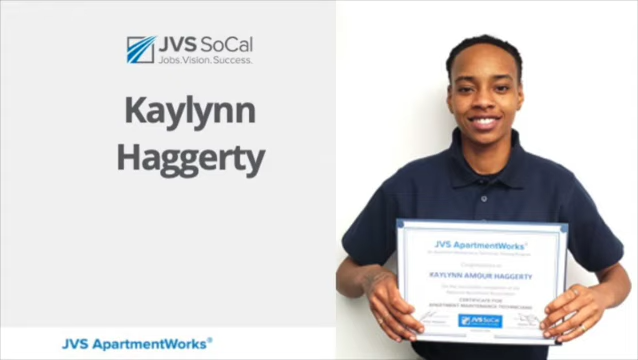 JVS SoCal
Jobs.Vision.Success.
Kaylynn
Haggerty
JVS ApartmentWorks®
JVS ApartmentWorks®
KAYLYNN AMOUR HAGGERTY
CERTIFICATE FOR
APARTMENT MAINTENANCE TECHNICIANS
JVS SoCal